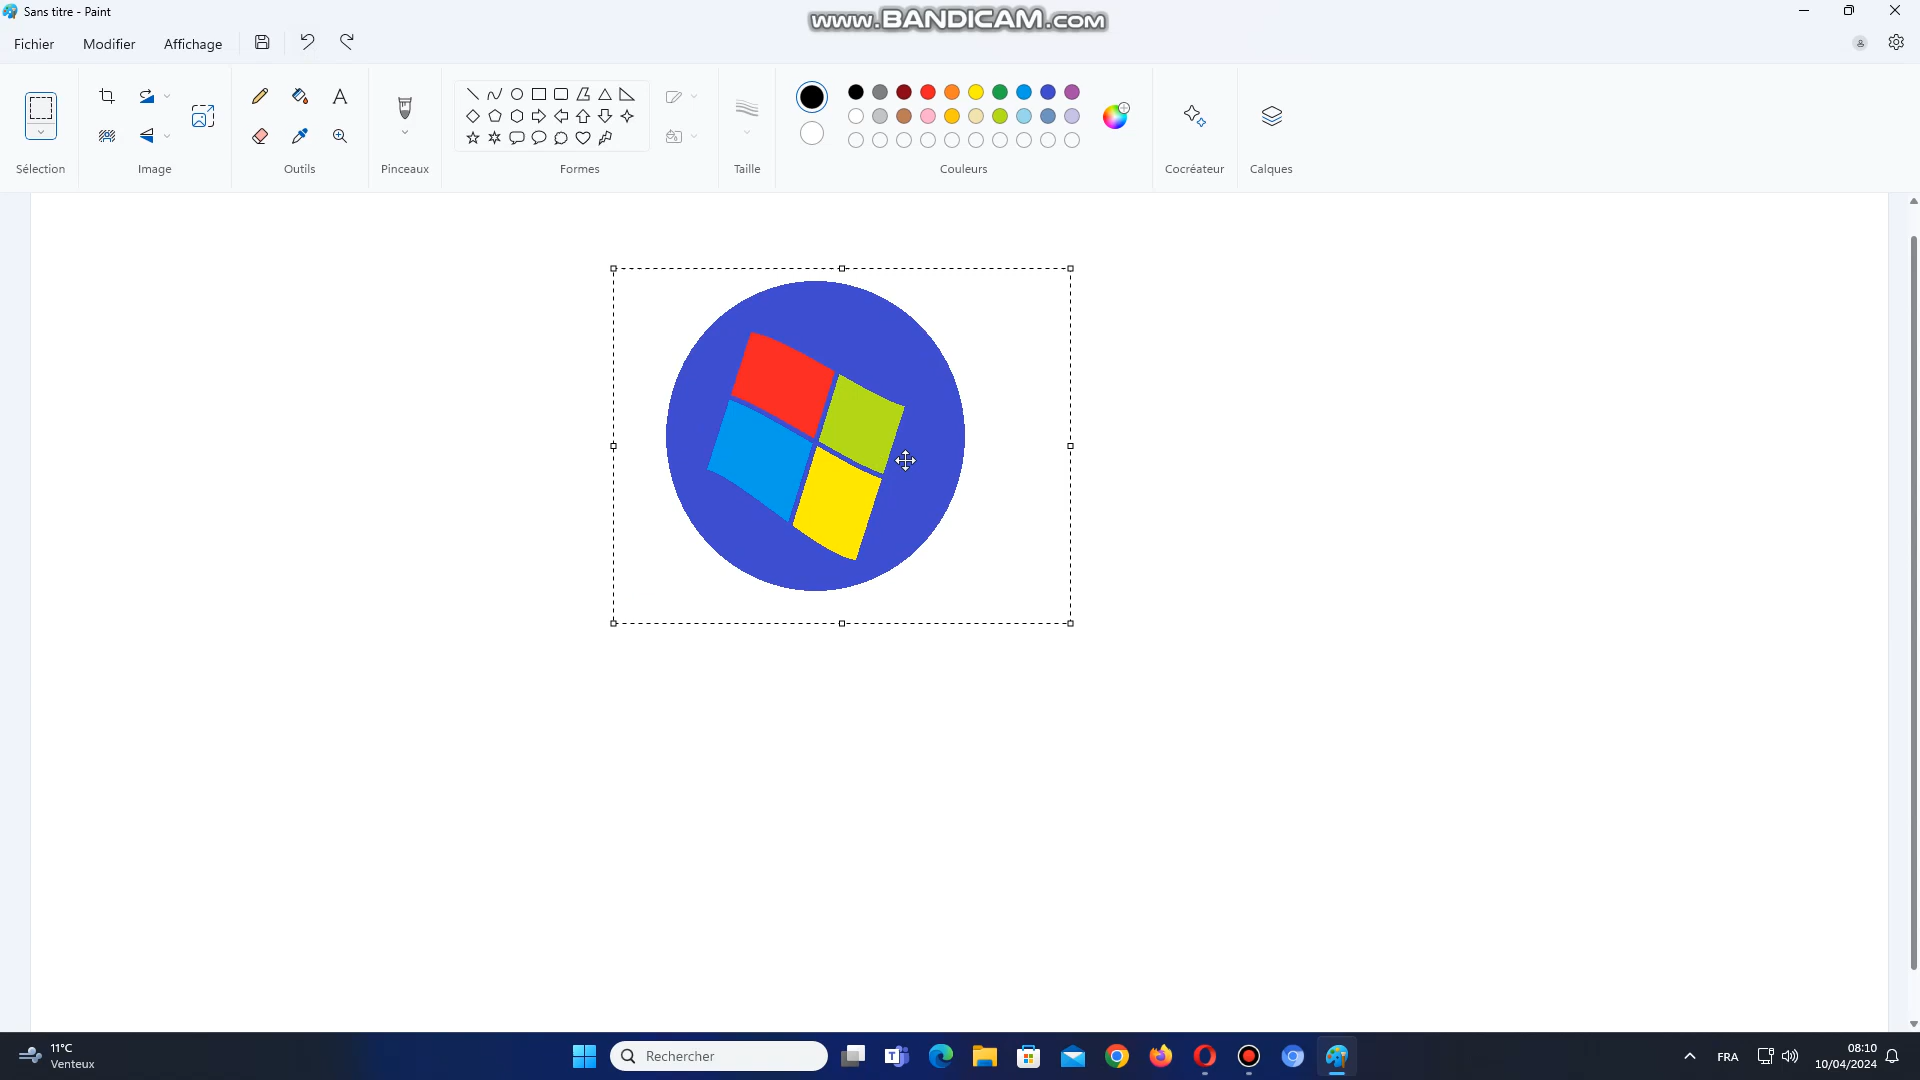 Sans titre - Paint
www.BANDICAM.com
Fichier
Modifier
Affichage
Sélection
Image
Outils
Pinceaux
Formes
Taille
Couleurs
Cocréateur
Calques
11°C
Venteux
Rechercher
FRA
08:10
10/04/2024